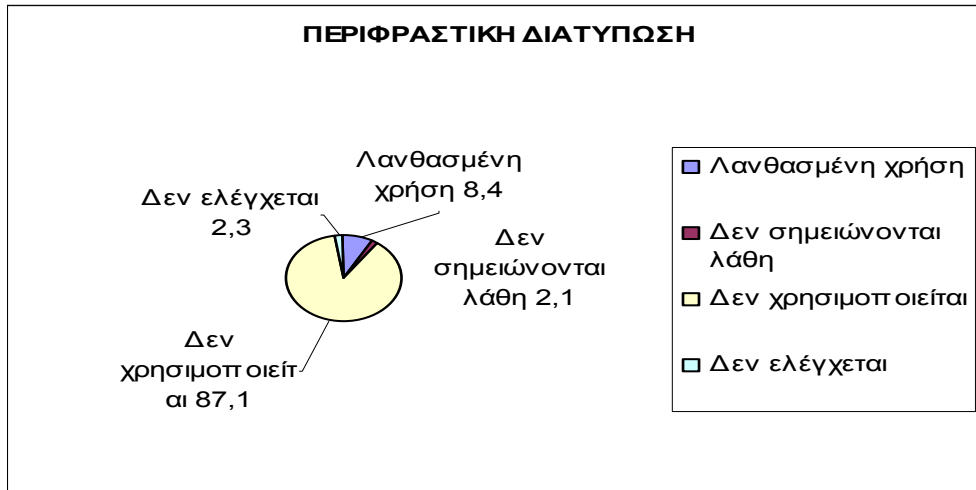 ΠΕΡΙΦΡΑΣΤΙΚΗ ΔΙΑΤΥΠΩΣΗ
Λανθασμένη
χρήση 8,4
Δεν ελέγχεται
2,3
Δεν
σημειώνονται
λάθη 2,1
Δεν
χρησιμοποιείτ
αι 87,1
Λανθασμένη χρήση
Δεν σημειώνονται
λάθη
Δεν χρησιμοποιείται
Δεν ελέγχεται